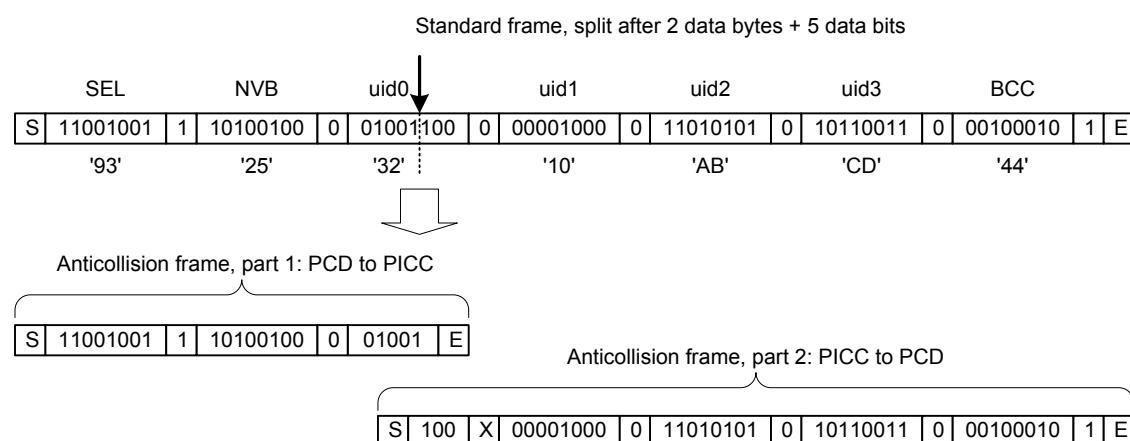 Standard frame, split after 2 data bytes + 5 data bits
SEL NVB uid0 uid1 uid2 uid3 BCC
S 11001001 1 10100100 0 01001 100 0 00001000 0 11010101 0 10110011 0 00100010 1 E
'93' '25' '32' '10' 'AB' 'CD' '44'
Anticollision frame, part 1: PCD to PICC
S 11001001 1 10100100 0 01001 E
Anticollision frame, part 2: PICC to PCD
S 100 X 00001000 0 11010101 0 10110011 0 00100010 1 E